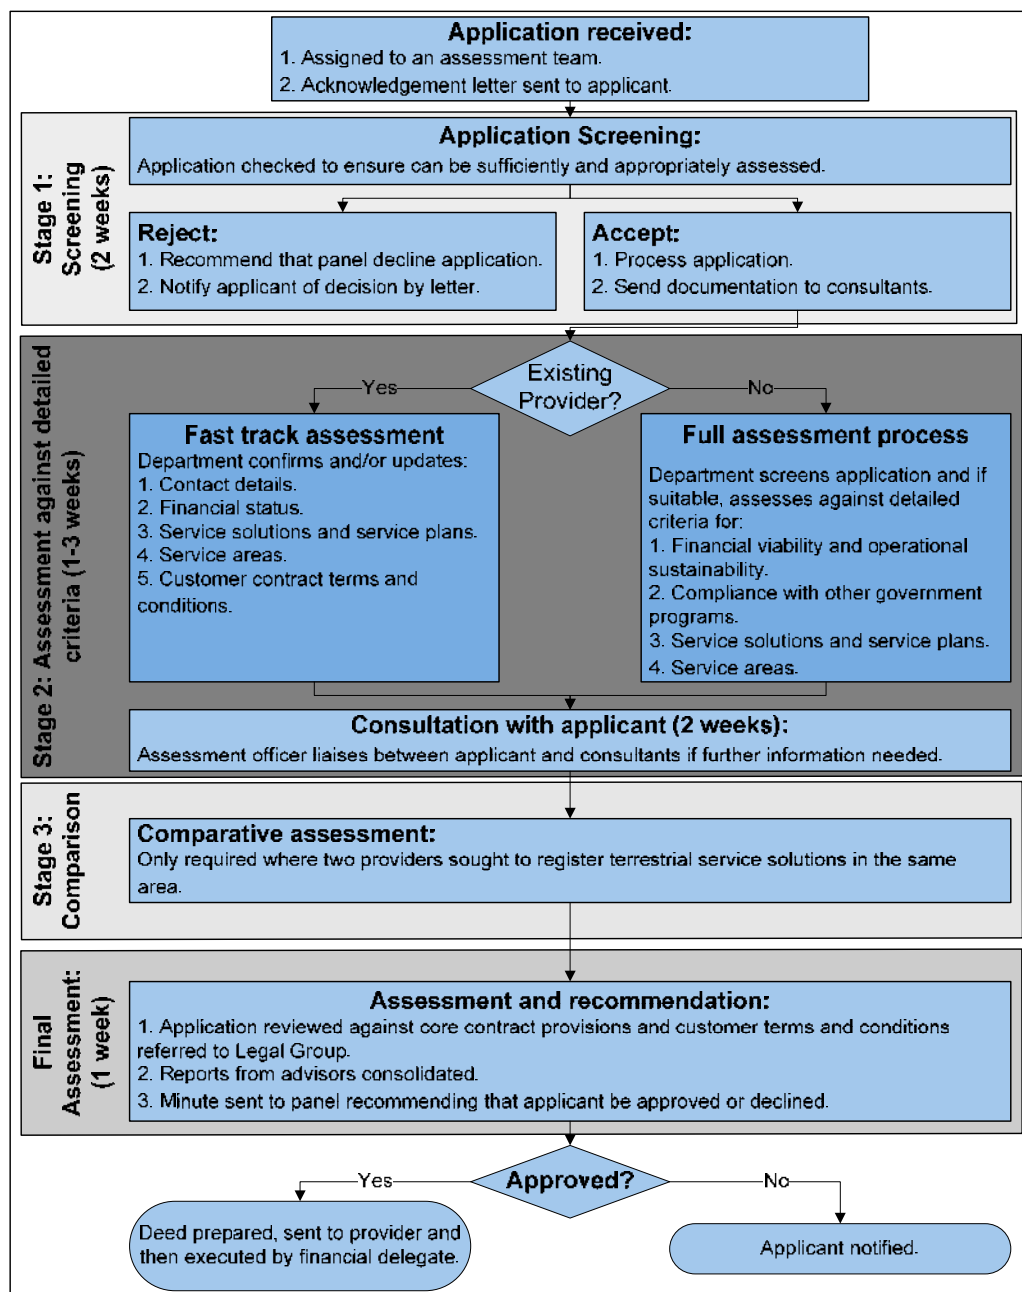 Application received:
1. Assigned to an assessment team.
2. Acknowledgement letter sent to applicant.
Stage 1:
Screening
(2 weeks)
Application Screening:
Application checked to ensure can be sufficiently and appropriately assessed.
Reject:
1. Recommend that panel decline application.
2. Notify applicant of decision by letter.
Accept:
1. Process application.
2. Send documentation to consultants.
Stage 2: Assessment against detailed
criteria (1-3 weeks)
Existing
Provider?
Yes
No
Fast track assessment
Department confirms and/or updates:
1. Contact details.
2. Financial status.
3. Service solutions and service plans.
4. Service areas.
5. Customer contract terms and
conditions.
Full assessment process
Department screens application and if
suitable, assesses against detailed
criteria for:
1. Financial viability and operational
sustainability.
2. Compliance with other government
programs.
3. Service solutions and service plans.
4. Service areas.
Consultation with applicant (2 weeks):
Assessment officer liaises between applicant and consultants if further information needed.
Stage 3:
Comparison
Comparative assessment:
Only required where two providers sought to register terrestrial service solutions in the same
area.
Final
Assessment:
(1 week)
Assessment and recommendation:
1. Application reviewed against core contract provisions and customer terms and conditions
referred to Legal Group.
2. Reports from advisors consolidated.
3. Minute sent to panel recommending that applicant be approved or declined.
Approved?
Yes
No
Deed prepared, sent to provider and
then executed by financial delegate.
Applicant notified.